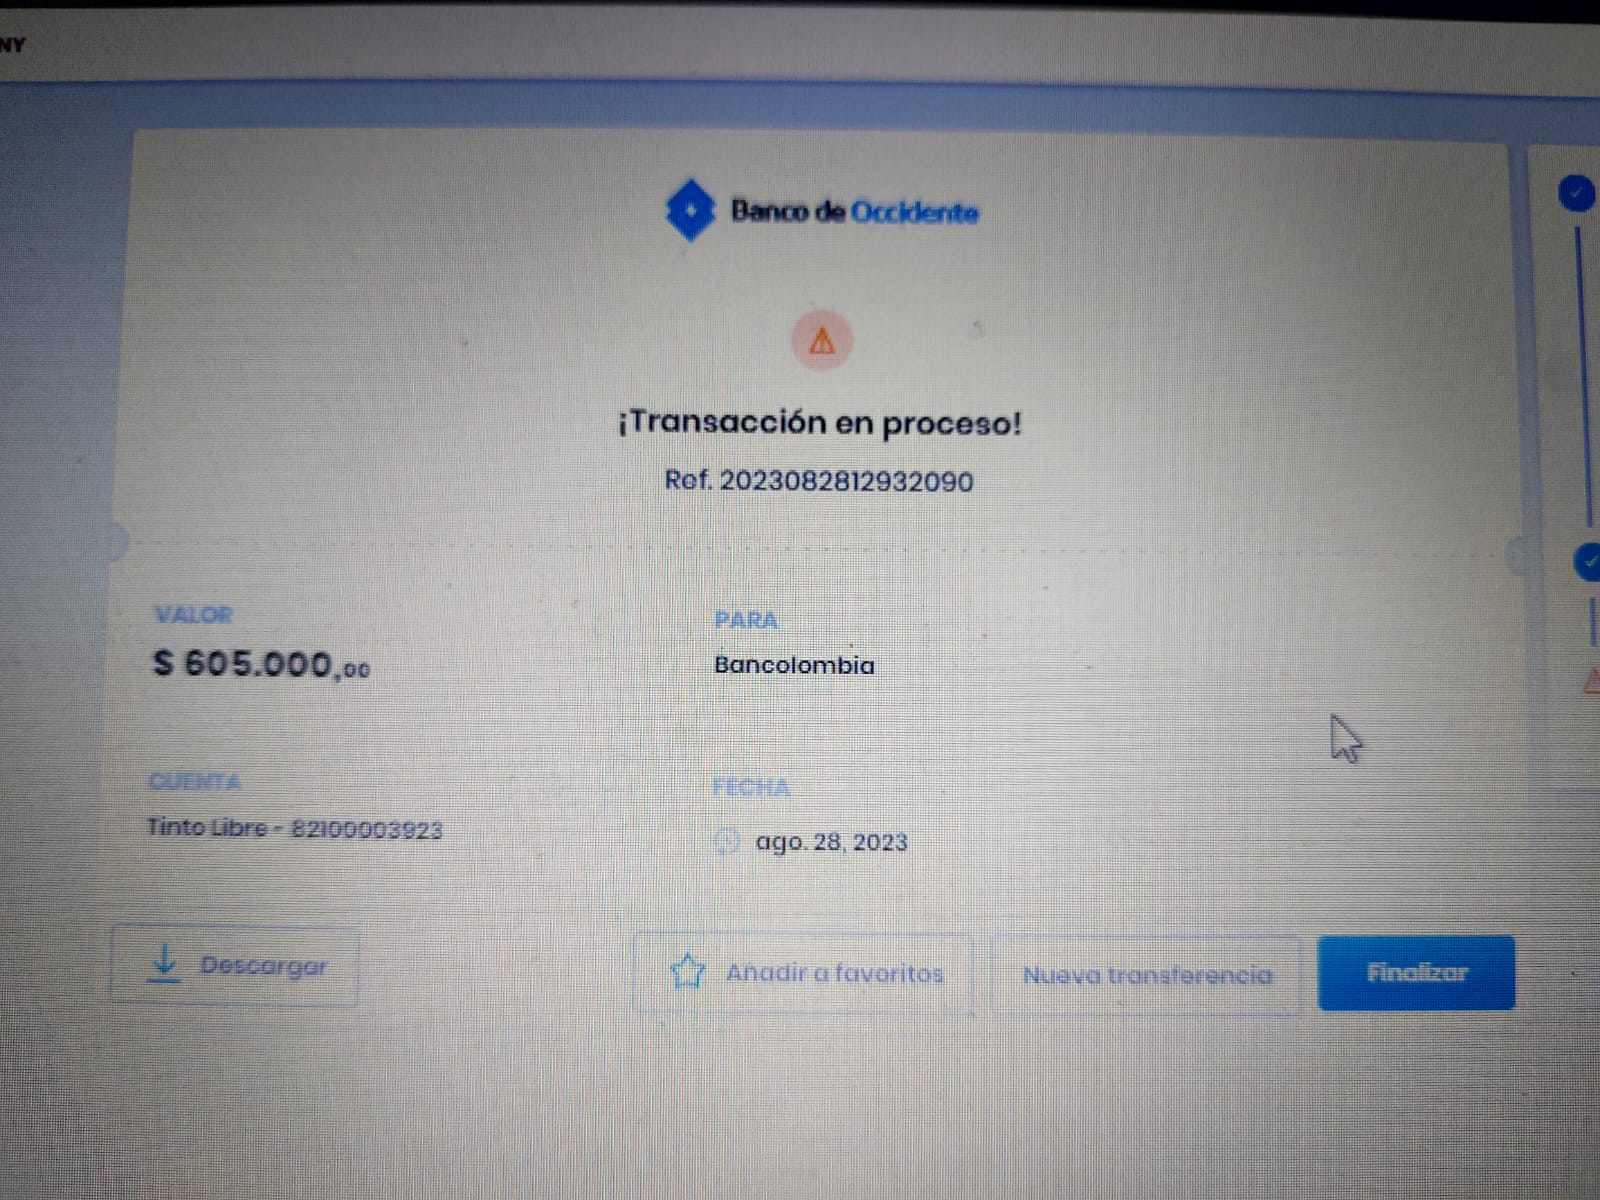 NY
Banco de Occidente
¡Transacción en proceso!
Ref. 2023082812932090
VALOR
$ 605.000,00
PARA
Bancolombia
CUENTA
Tinto Libre - 82100003923
FECHA
ago. 28, 2023
Descargar
Añadir a favoritos
Nueva transferencia
Finalizar